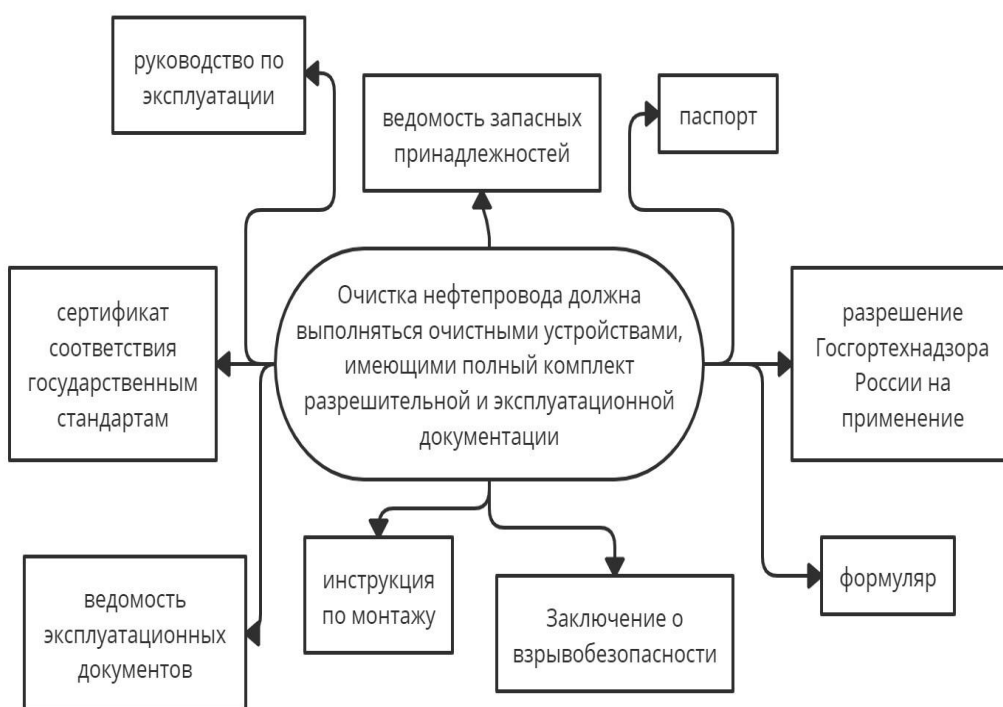 руководство по
эксплуатации
ведомость запасных
принадлежностей
паспорт
сертификат
соответствия
государственным
стандартам
Очистка нефтепровода должна
выполняться очистными устройствами,
имеющими полный комплект
разрешительной и эксплуатационной
документации
разрешение
Госгортехнадзора
России на
применение
ведомость
эксплуатационных
документов
инструкция
по монтажу
Заключение о
взрывобезопасности
формуляр